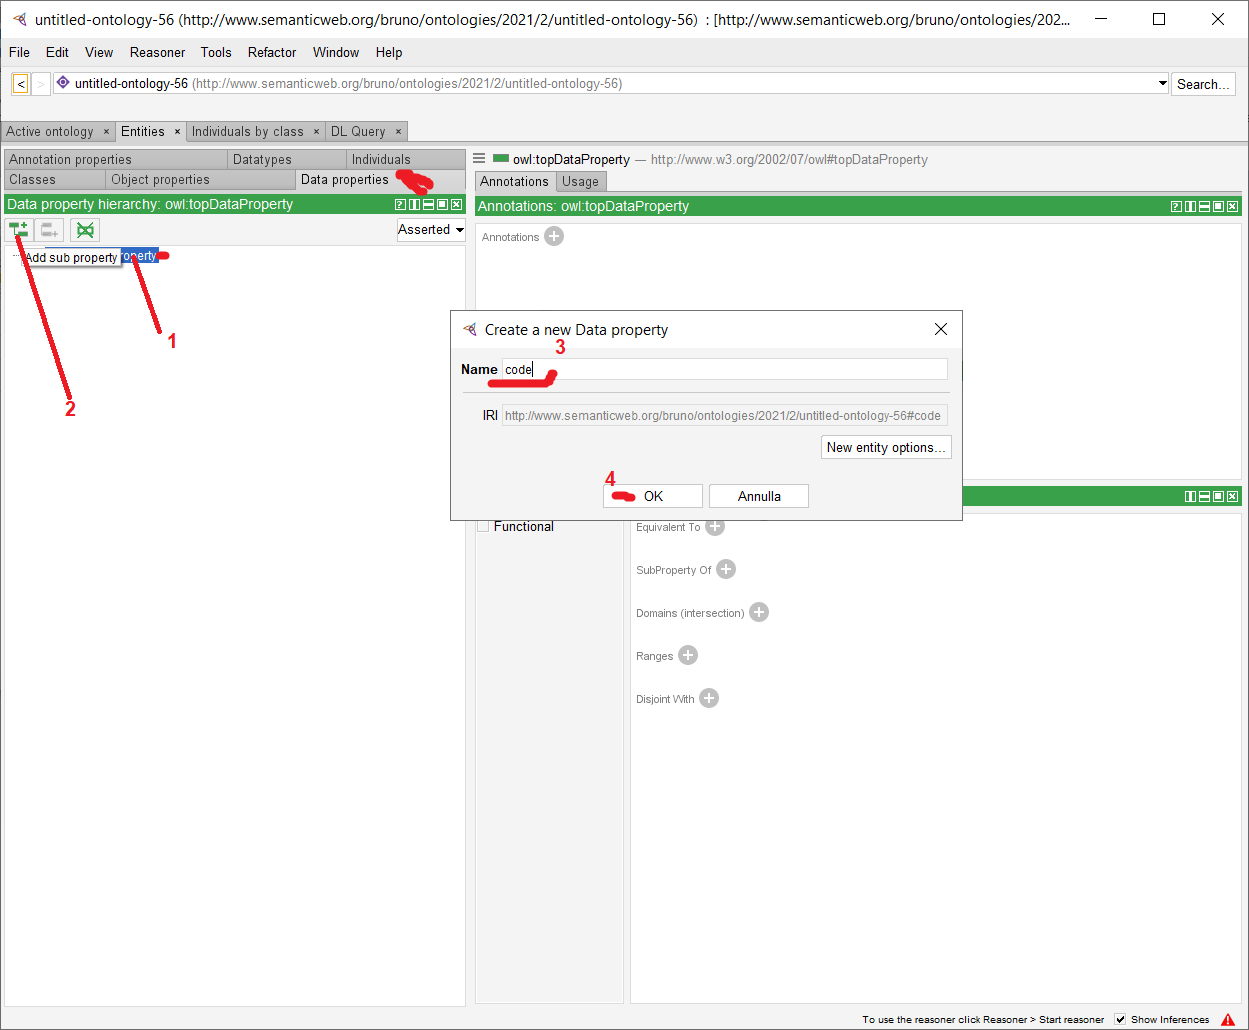 untitled-ontology-56 (http://www.semanticweb.org/bruno/ontologies/2021/2/untitled-ontology-56) : [http://www.semanticweb.org/bruno/ontologies/202...
File Edit View Reasoner Tools Refactor Window Help
< > untitled-ontology-56 (http://www.semanticweb.org/bruno/ontologies/2021/2/untitled-ontology-56) Search...
Active ontology × Entities × Individuals by class × DL Query ×
Annotation properties Datatypes Individuals
Classes Object properties Data properties
Data property hierarchy: owl:topDataProperty
Asserted
Add sub property operty
1
2
owl:topDataProperty — http://www.w3.org/2002/07/owl#topDataProperty
Annotations Usage
Annotations: owl:topDataProperty
Annotations
Create a new Data property
3
Name code
IRI http://www.semanticweb.org/bruno/ontologies/2021/2/untitled-ontology-56#code
New entity options...
4
OK Annulla
Functional
Equivalent To
SubProperty Of
Domains (intersection)
Ranges
Disjoint With
To use the reasoner click Reasoner > Start reasoner Show Inferences